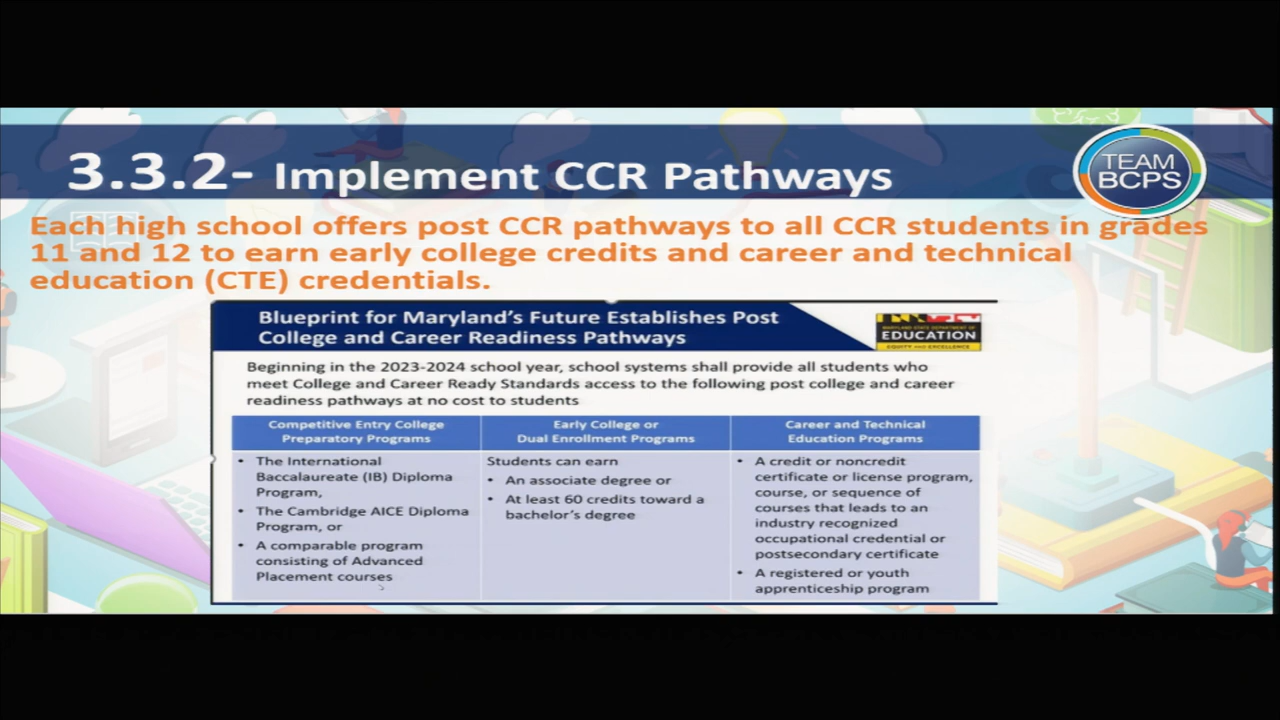 3.3.2- Implement CCR Pathways
TEAM
BCPS
Each high school offers post CCR pathways to all CCR students in grades
11 and 12 to earn early college credits and career and technical
education (CTE) credentials.
Blueprint for Maryland's Future Establishes Post
College and Career Readiness Pathways
MARYLAND STATE DEPARTMENT OF
EDUCATION
EQUITY AND EXCELLENCE
Beginning in the 2023-2024 school year, school systems shall provide all students who
meet College and Career Ready Standards access to the following post college and career
readiness pathways at no cost to students
Competitive Entry College
Preparatory Programs
• The International
Baccalaureate (IB) Diploma
Program,
• The Cambridge AICE Diploma
Program, or
• A comparable program
consisting of Advanced
Placement courses
Early College or
Dual Enrollment Programs
Students can earn
• An associate degree or
• At least 60 credits toward a
bachelor's degree
Career and Technical
Education Programs
• A credit or noncredit
certificate or license program,
course, or sequence of
courses that leads to an
industry recognized
occupational credential or
postsecondary certificate
• A registered or youth
apprenticeship program